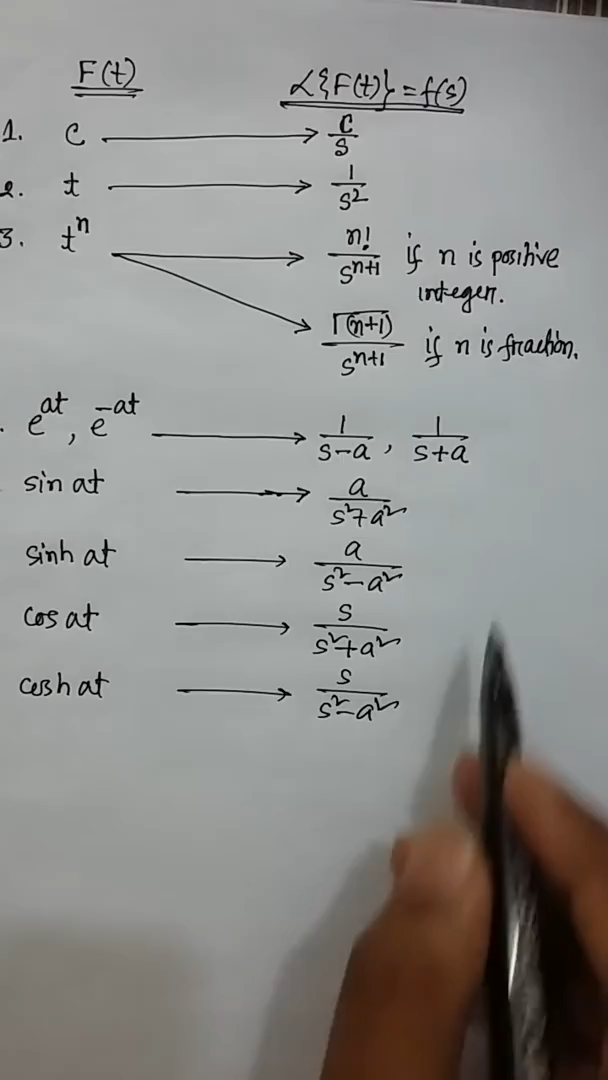 F(t) ℒ{F(t)} = f(s)
1. c → c/s
2. t → 1/s²
3. tⁿ → n!/sⁿ⁺¹ if n is positive
integer.
Γ(n+1)/sⁿ⁺¹ if n is fraction.
. e^at, e^-at → 1/(s-a), 1/(s+a)
sin at → a/(s²+a²)
sinh at → a/(s²-a²)
cos at → s/(s²+a²)
cosh at → s/(s²-a²)